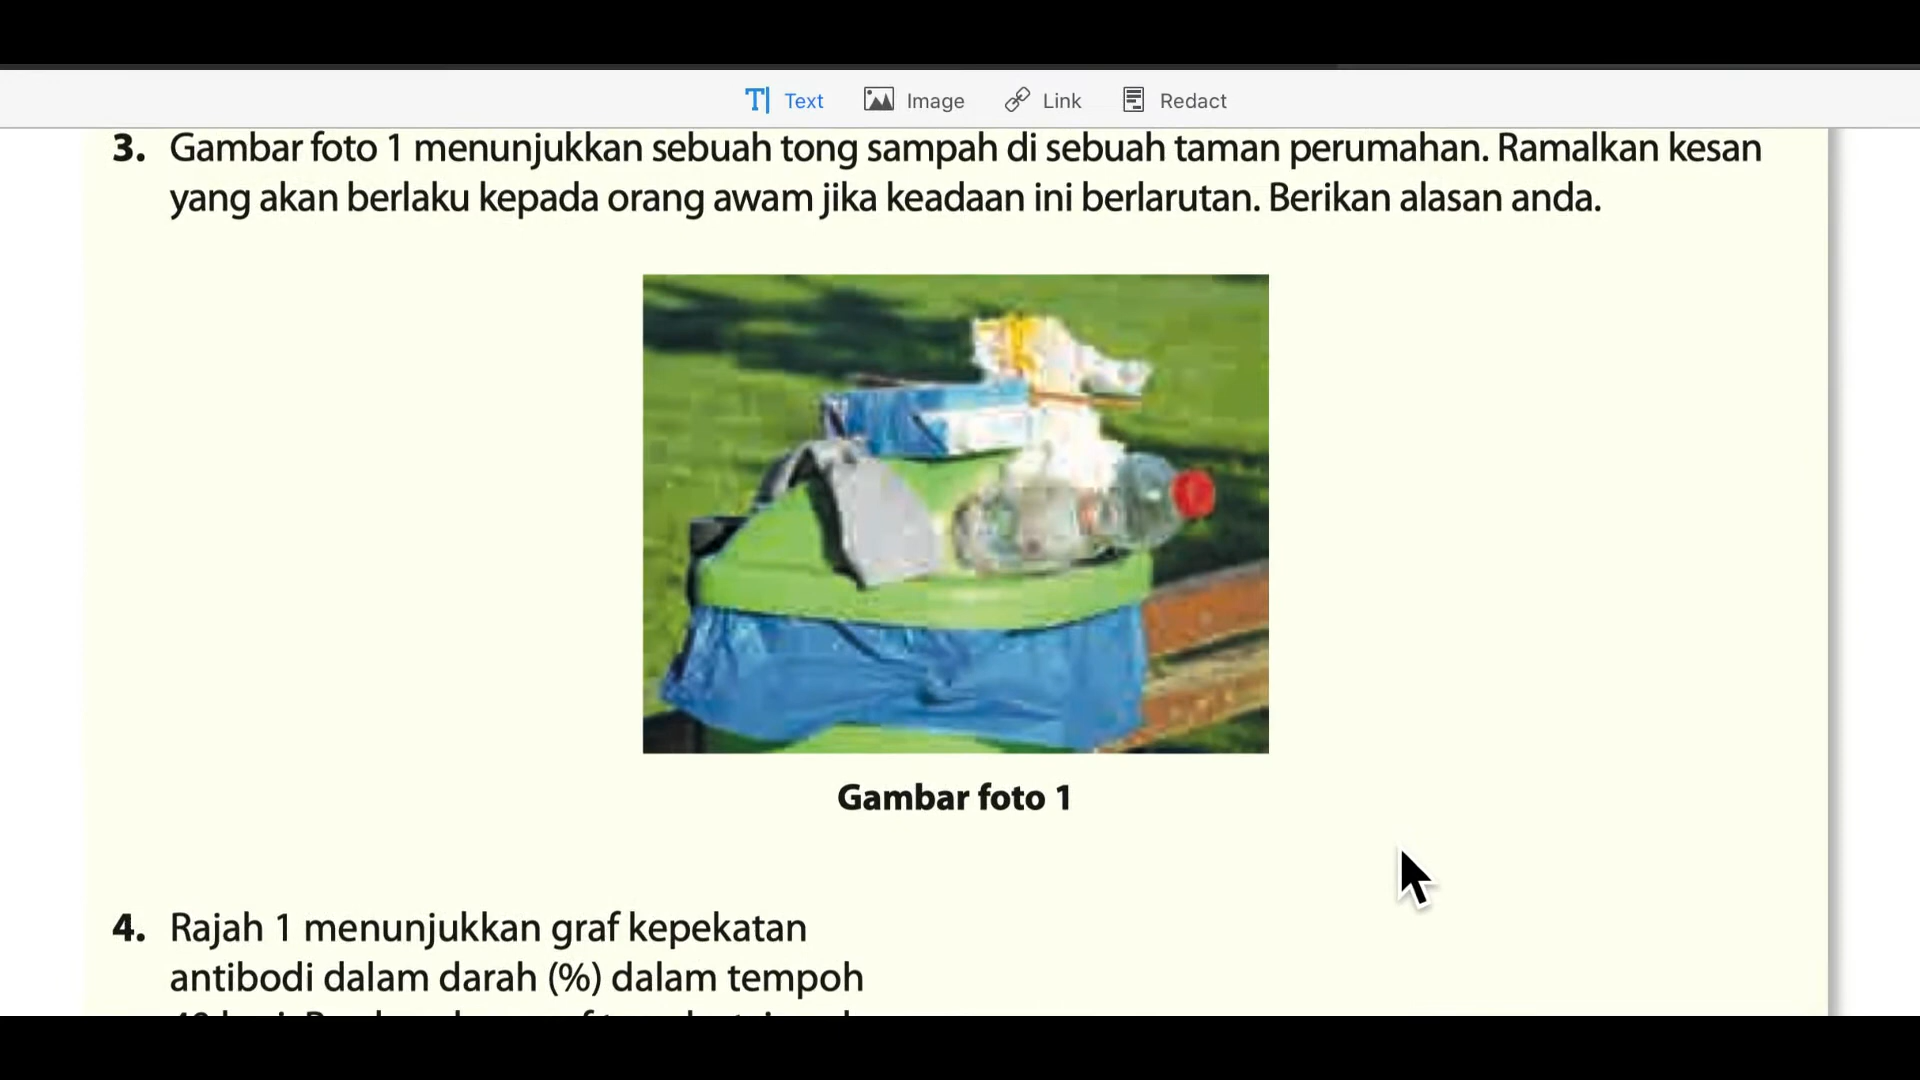 Text Image Link Redact
3. Gambar foto 1 menunjukkan sebuah tong sampah di sebuah taman perumahan. Ramalkan kesan
yang akan berlaku kepada orang awam jika keadaan ini berlarutan. Berikan alasan anda.
Gambar foto 1
4. Rajah 1 menunjukkan graf kepekatan
antibodi dalam darah (%) dalam tempoh